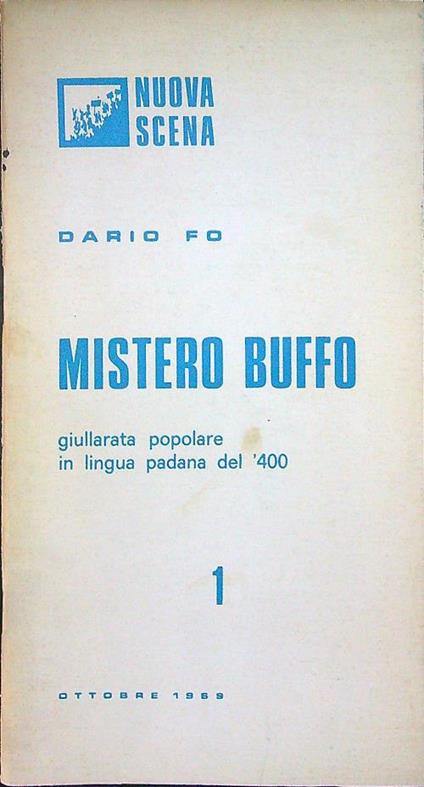 NUOVA
SCENA
DARIO FO
MISTERO BUFFO
giullarata popolare
in lingua padana del '400
1
OTTOBRE 1969